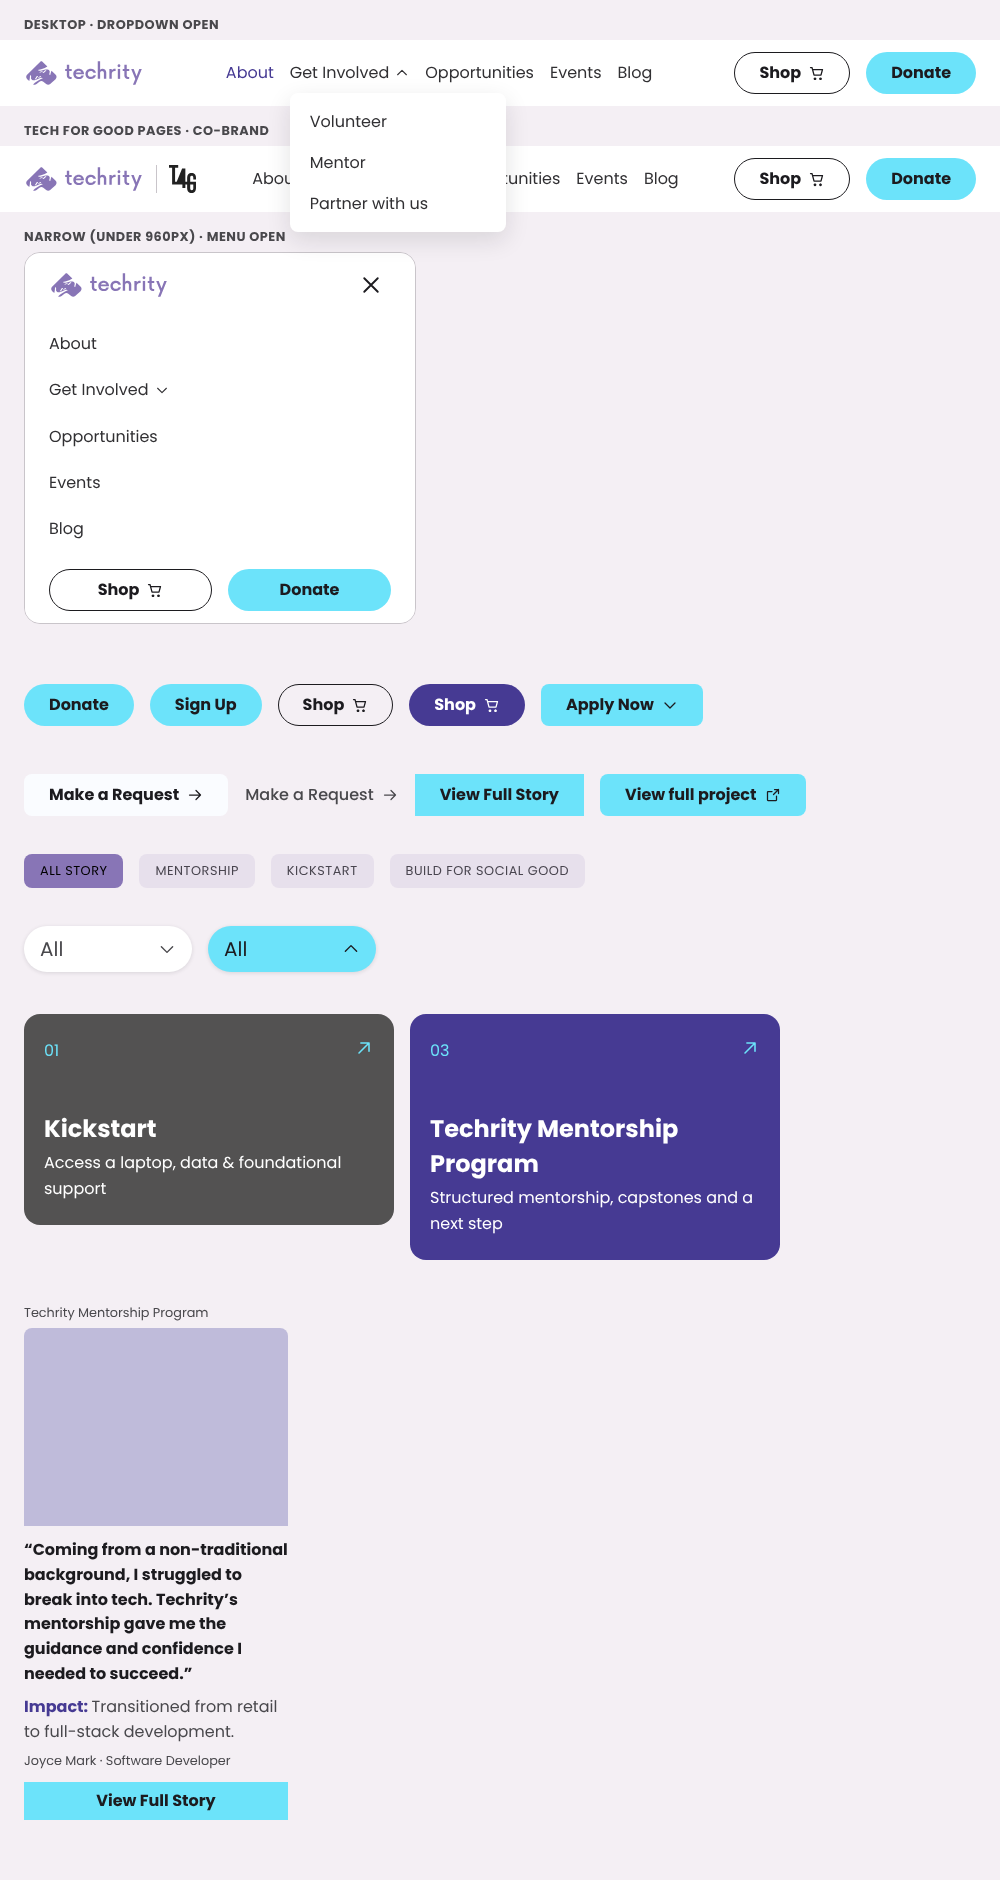 DESKTOP · DROPDOWN OPEN
techrity About Get Involved Opportunities Events Blog Shop Donate
Volunteer
TECH FOR GOOD PAGES · CO-BRAND
Mentor
techrity T4G Abou tunities Events Blog Shop Donate
Partner with us
NARROW (UNDER 960PX) · MENU OPEN
techrity
About
Get Involved
Opportunities
Events
Blog
Shop Donate
Donate Sign Up Shop Shop Apply Now
Make a Request Make a Request View Full Story View full project
ALL STORY MENTORSHIP KICKSTART BUILD FOR SOCIAL GOOD
All All
01
Kickstart
Access a laptop, data & foundational
support
03
Techrity Mentorship
Program
Structured mentorship, capstones and a
next step
Techrity Mentorship Program
“Coming from a non-traditional
background, I struggled to
break into tech. Techrity’s
mentorship gave me the
guidance and confidence I
needed to succeed.”
Impact: Transitioned from retail
to full-stack development.
Joyce Mark · Software Developer
View Full Story